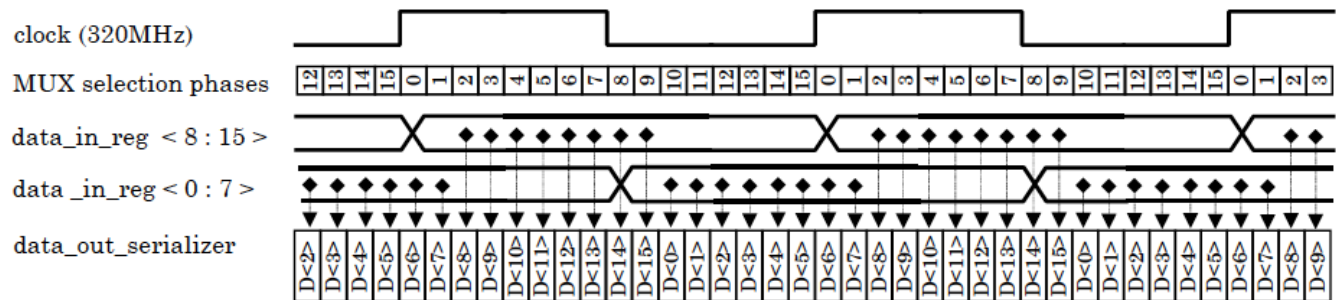 clock (320MHz)
MUX selection phases 12 13 14 15 0 1 2 3 4 5 6 7 8 9 10 11 12 13 14 15 0 1 2 3 4 5 6 7 8 9 10 11 12 13 14 15 0 1 2 3
data_in_reg < 8 : 15 >
data _in_reg< 0 : 7 >
data_out_serializer D<2> D<3> D<4> D<5> D<6> D<7> D<8> D<9> D<10> D<11> D<12> D<13> D<14> D<15> D<0> D<1> D<2> D<3> D<4> D<5> D<6> D<7> D<8> D<9> D<10> D<11> D<12> D<13> D<14> D<15> D<0> D<1> D<2> D<3> D<4> D<5> D<6> D<7> D<8> D<9>